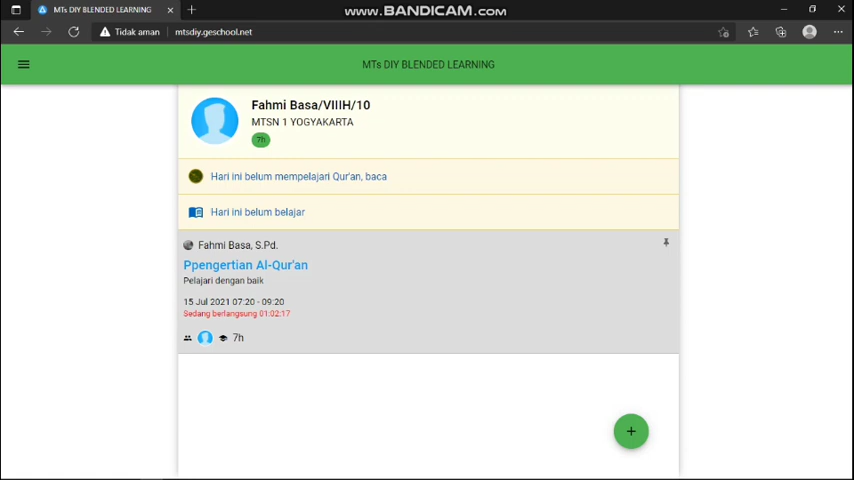 MTs DIY BLENDED LEARNING
www.BANDICAM.com
Tidak aman
mtsdiy.geschool.net
MTs DIY BLENDED LEARNING
Fahmi Basa/VIIIH/10
MTSN 1 YOGYAKARTA
7h
Hari ini belum mempelajari Qur'an, baca
Hari ini belum belajar
Fahmi Basa, S.Pd.
Ppengertian Al-Qur'an
Pelajari dengan baik
15 Jul 2021 07:20 - 09:20
Sedang berlangsung 01:02:17
7h